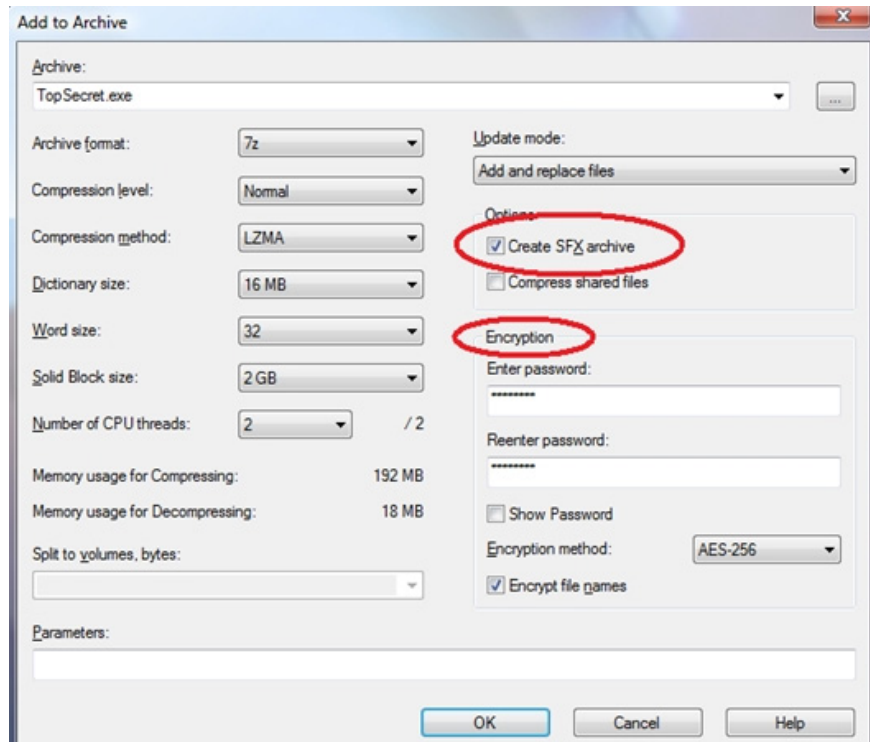 Add to Archive
Archive:
TopSecret.exe
...
Archive format:
7z
Compression level:
Normal
Compression method:
LZMA
Dictionary size:
16 MB
Word size:
32
Solid Block size:
2 GB
Number of CPU threads:
2
/ 2
Memory usage for Compressing:
192 MB
Memory usage for Decompressing:
18 MB
Split to volumes, bytes:
Parameters:
Update mode:
Add and replace files
Options
Create SFX archive
Compress shared files
Encryption
Enter password:
********
Reenter password:
********
Show Password
Encryption method:
AES-256
Encrypt file names
OK
Cancel
Help